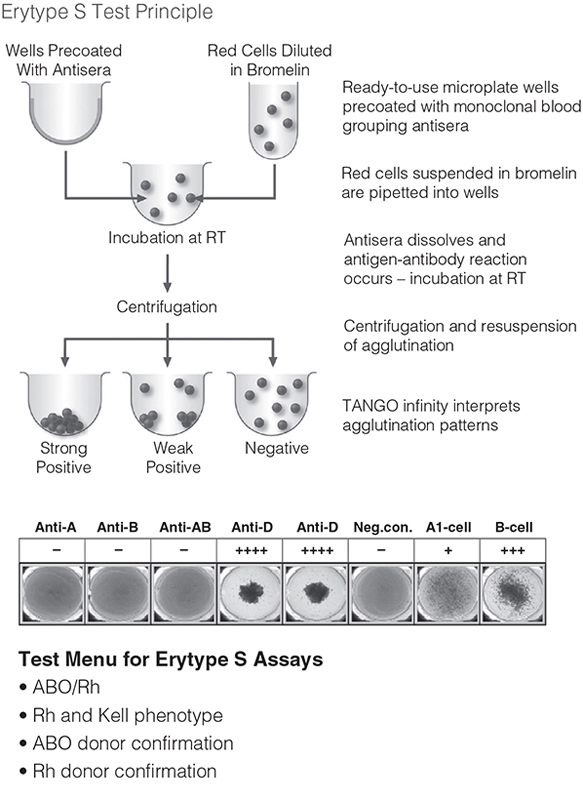 Erytype S Test Principle
Wells Precoated
With Antisera
Red Cells Diluted
in Bromelin
Ready-to-use microplate wells
precoated with monoclonal blood
grouping antisera
Red cells suspended in bromelin
are pipetted into wells
Incubation at RT
Antisera dissolves and
antigen-antibody reaction
occurs – incubation at RT
Centrifugation
Centrifugation and resuspension
of agglutination
Strong
Positive
Weak
Positive
Negative
TANGO infinity interprets
agglutination patterns
Anti-A Anti-B Anti-AB Anti-D Anti-D Neg.con. A1-cell B-cell
– – – ++++ ++++ – + +++
Test Menu for Erytype S Assays
• ABO/Rh
• Rh and Kell phenotype
• ABO donor confirmation
• Rh donor confirmation